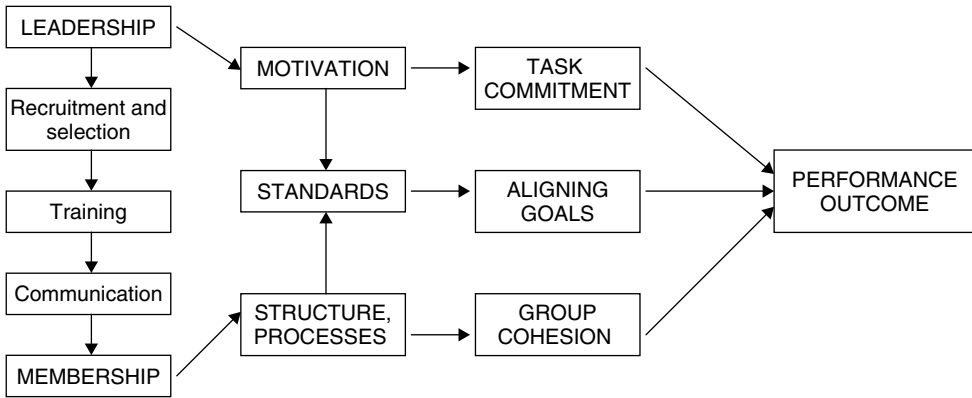 LEADERSHIP
Recruitment and
selection
Training
Communication
MEMBERSHIP
MOTIVATION
STANDARDS
STRUCTURE,
PROCESSES
TASK
COMMITMENT
ALIGNING
GOALS
GROUP
COHESION
PERFORMANCE
OUTCOME